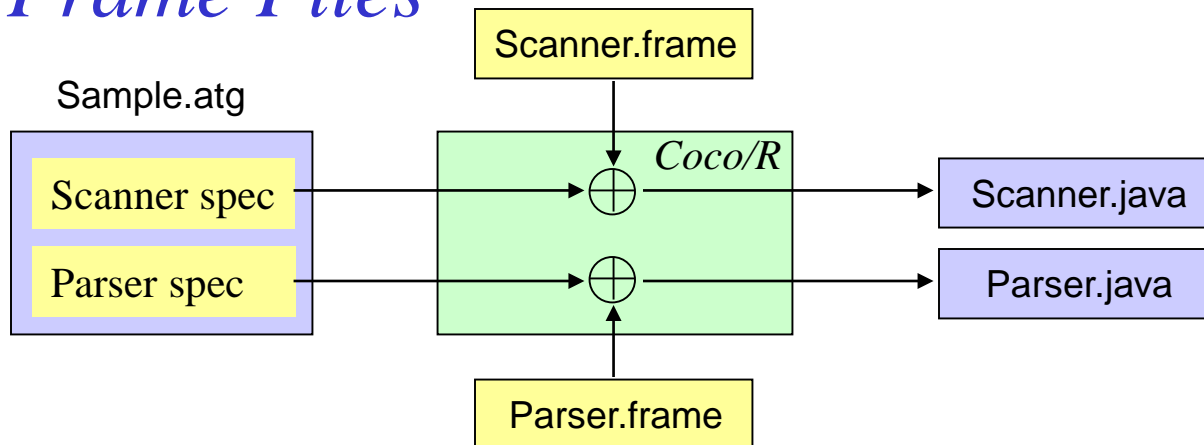 Frame Files
Scanner.frame
Sample.atg
Coco/R
Scanner spec
Scanner.java
Parser spec
Parser.java
Parser.frame